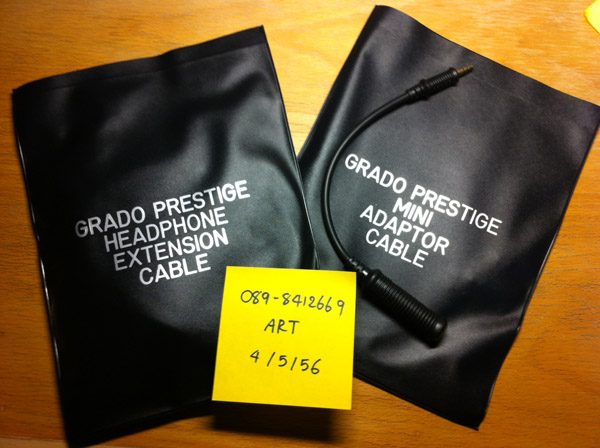 GRADO PRESTIGE
HEADPHONE
EXTENSION
CABLE
GRADO PRESTIGE
MINI
ADAPTOR
CABLE
089-8412669
ART
4/5/56